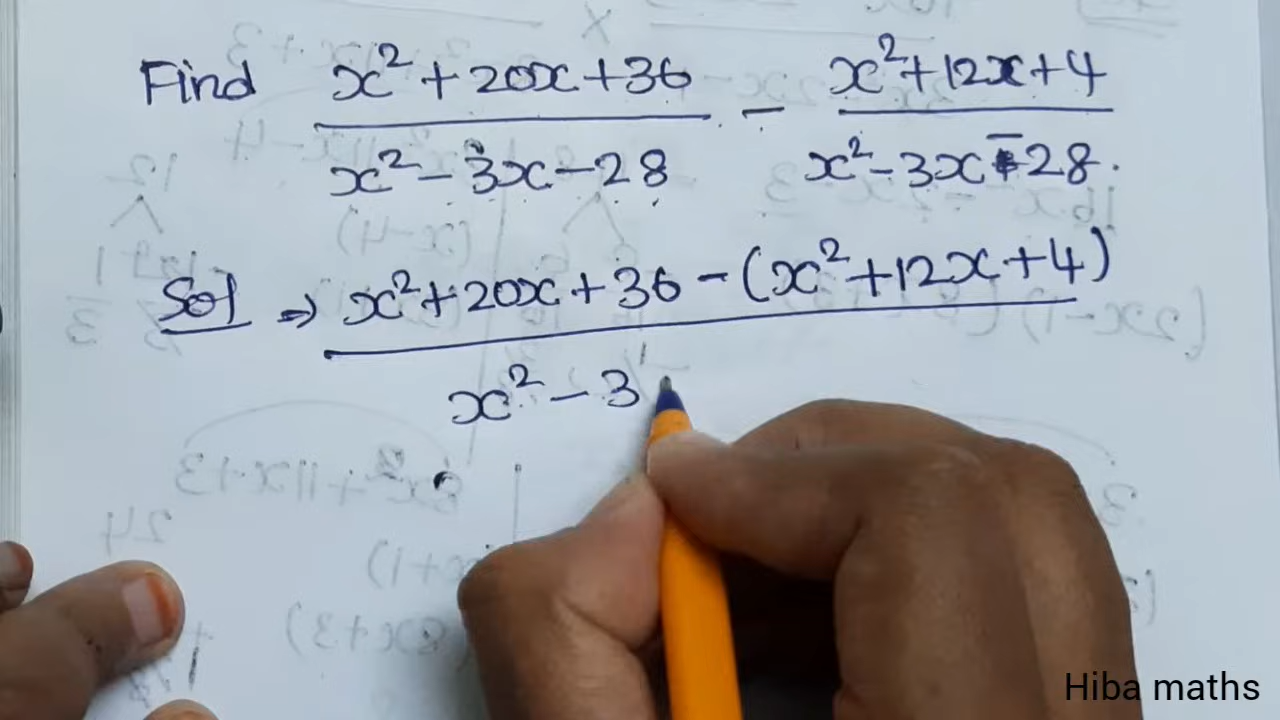 Find x² + 20x + 36 / x² - 3x - 28 - x² + 12x + 4 / x² - 3x - 28.
Sol ⇒ x² + 20x + 36 - (x² + 12x + 4) / x² - 3
Hiba maths